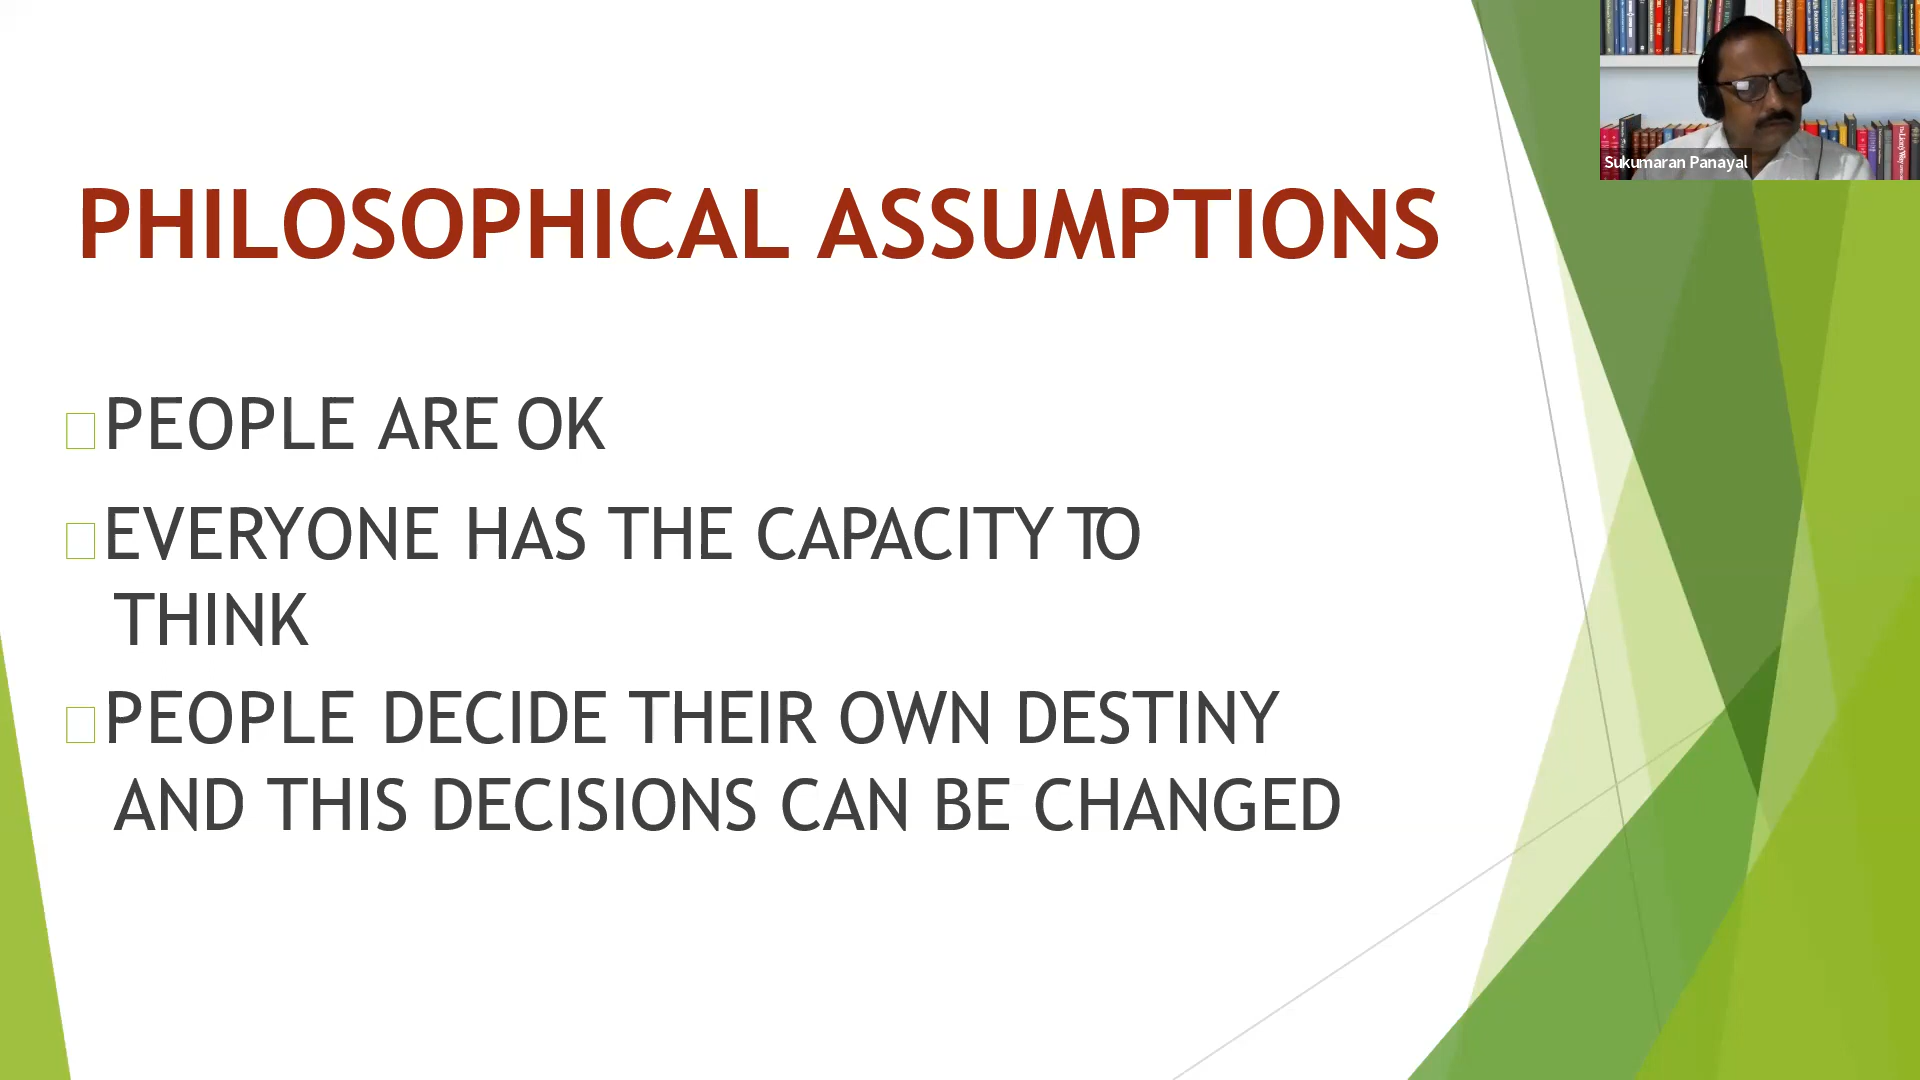 Sukumaran Panayal
PHILOSOPHICAL ASSUMPTIONS
PEOPLE ARE OK
EVERYONE HAS THE CAPACITY TO
THINK
PEOPLE DECIDE THEIR OWN DESTINY
AND THIS DECISIONS CAN BE CHANGED